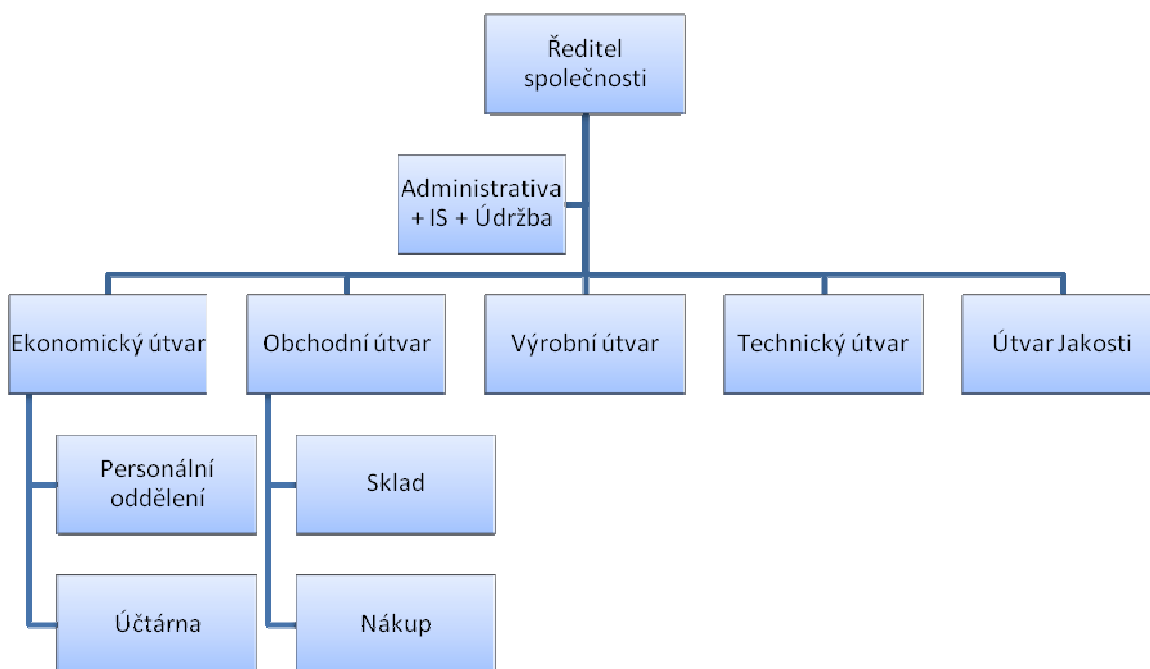 Ředitel
společnosti
Administrativa
+ IS + Údržba
Ekonomický útvar
Obchodní útvar
Výrobní útvar
Technický útvar
Útvar Jakosti
Personální
oddělení
Sklad
Účtárna
Nákup